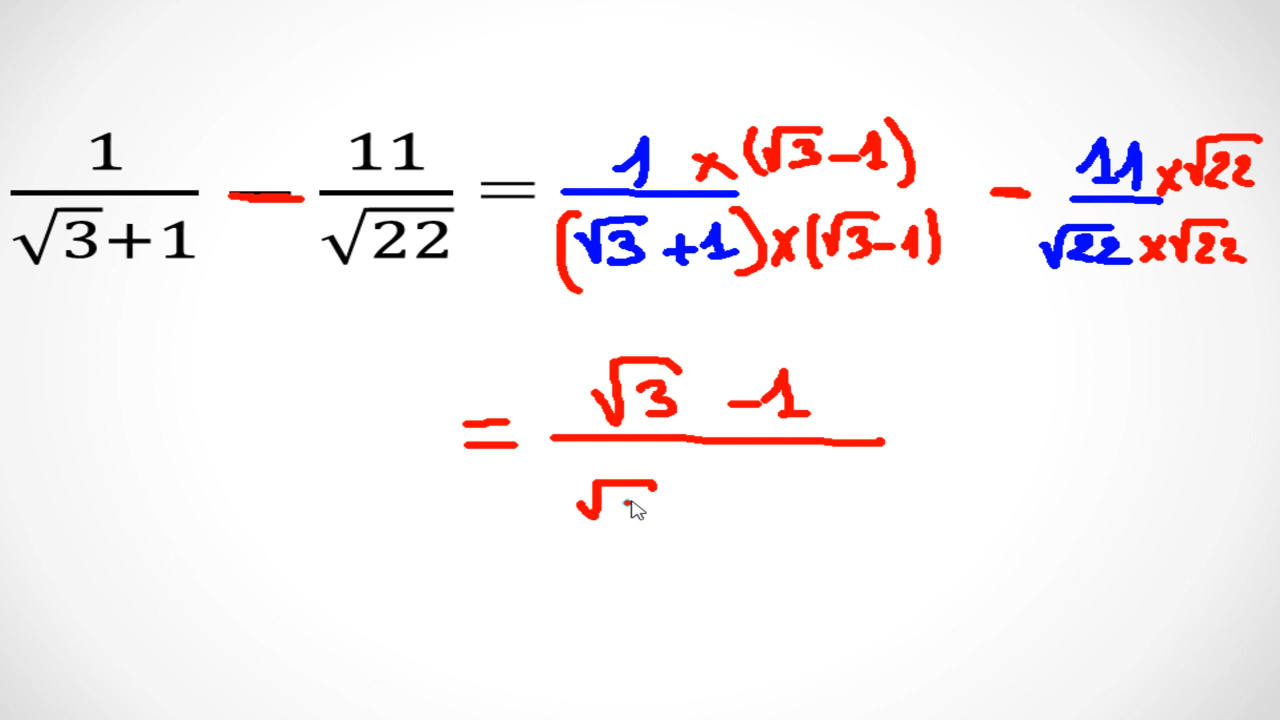 1/(√3+1) − 11/√22 = 1×(√3−1)/(√3+1)×(√3−1) − 11×√22/√22×√22
= √3 −1/√